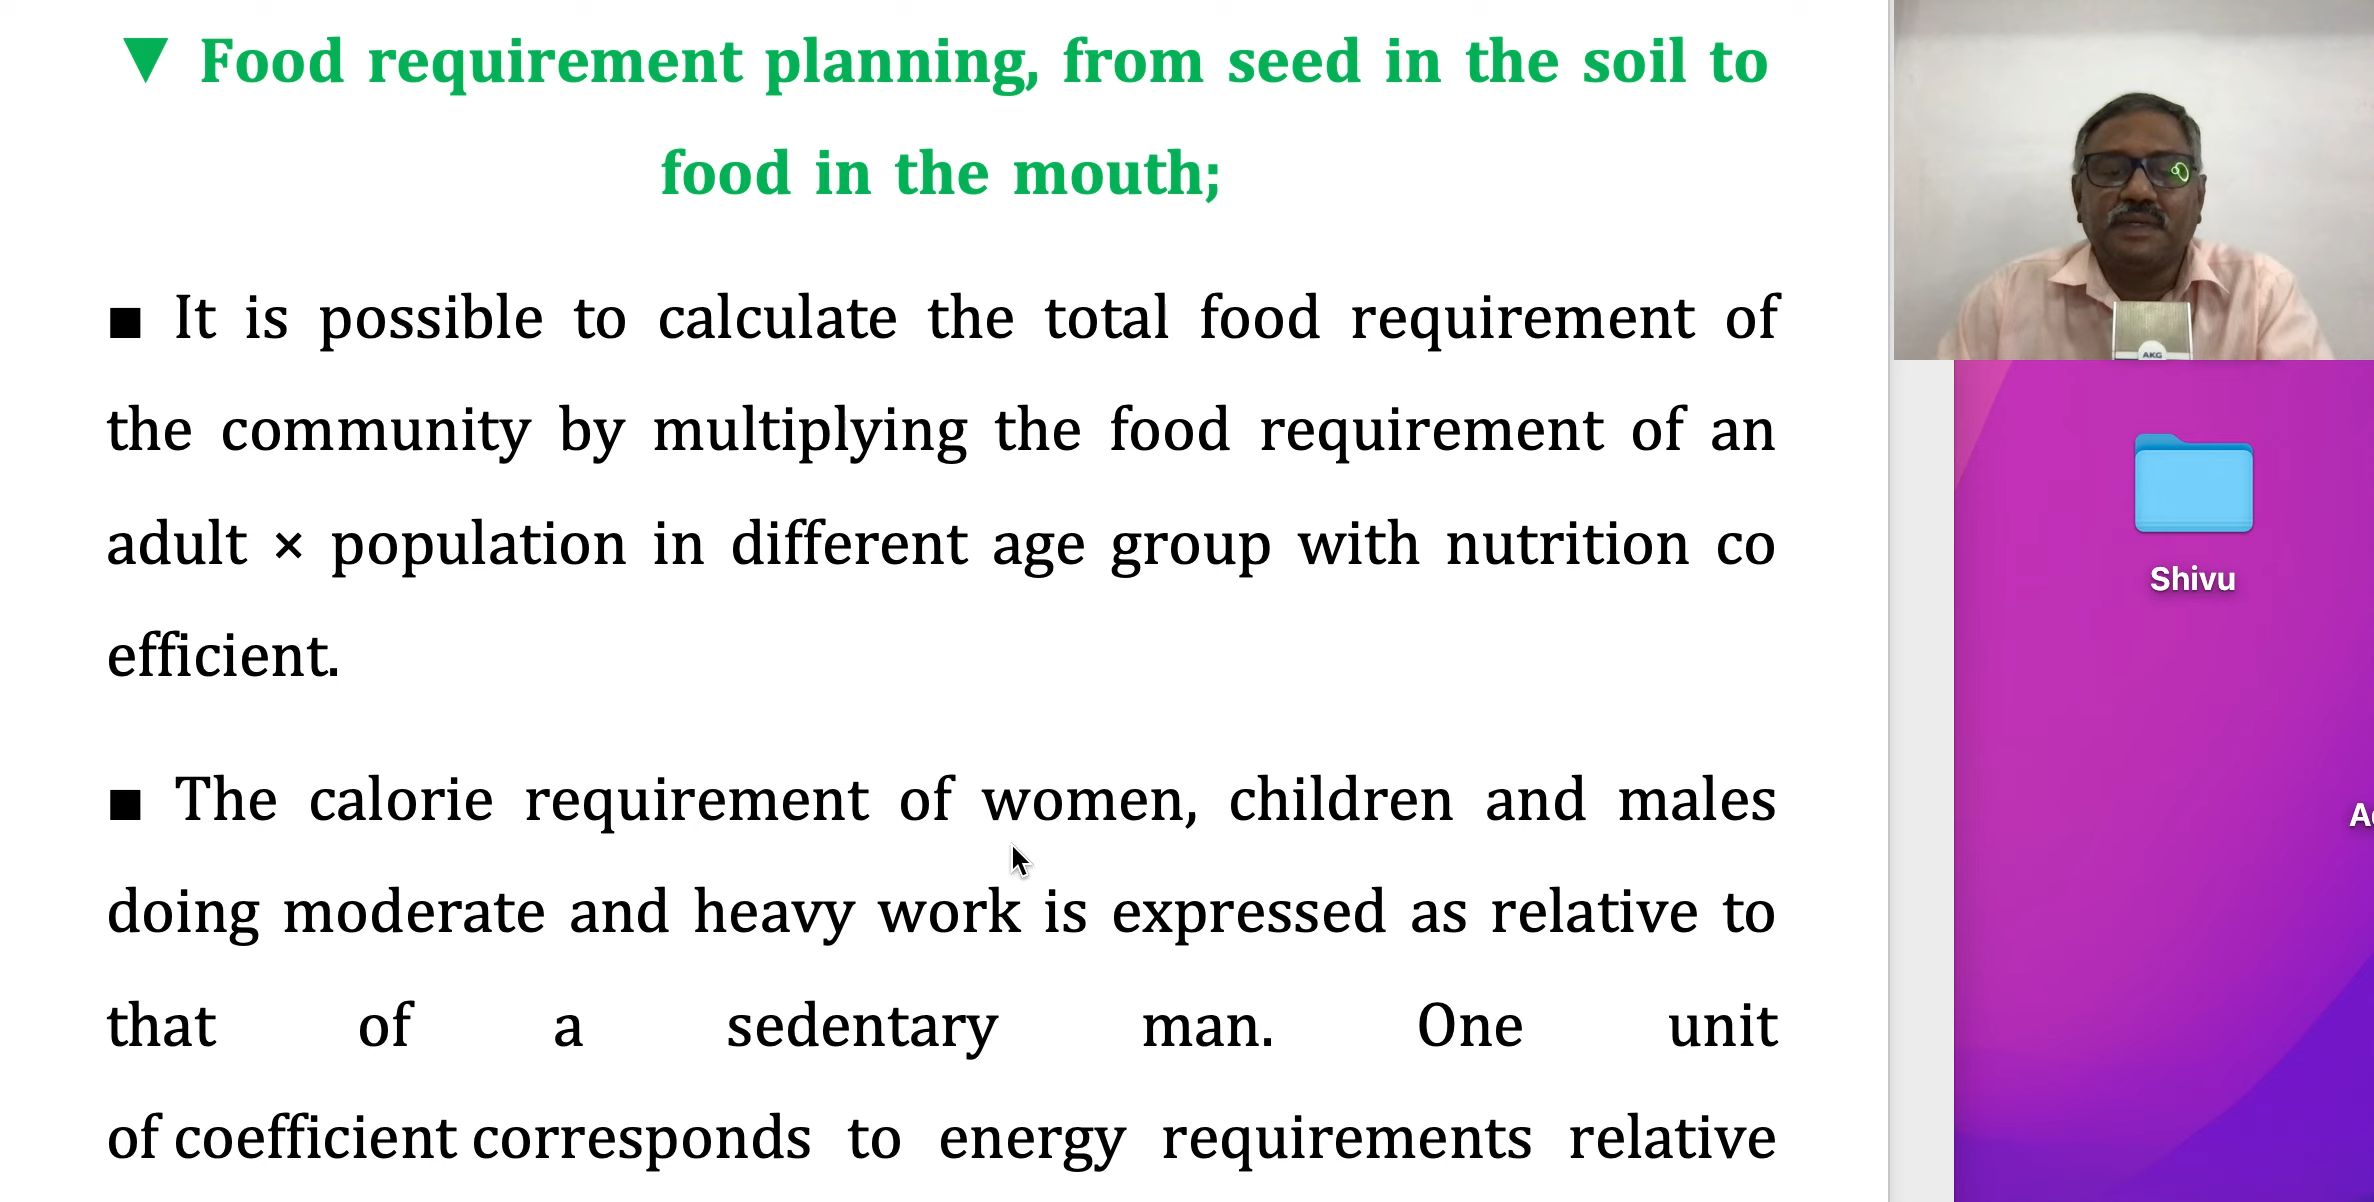 ▼ Food requirement planning, from seed in the soil to
food in the mouth;
■ It is possible to calculate the total food requirement of
the community by multiplying the food requirement of an
adult × population in different age group with nutrition co
efficient.
■ The calorie requirement of women, children and males
doing moderate and heavy work is expressed as relative to
that of a sedentary man. One unit
of coefficient corresponds to energy requirements relative
AKG
Shivu